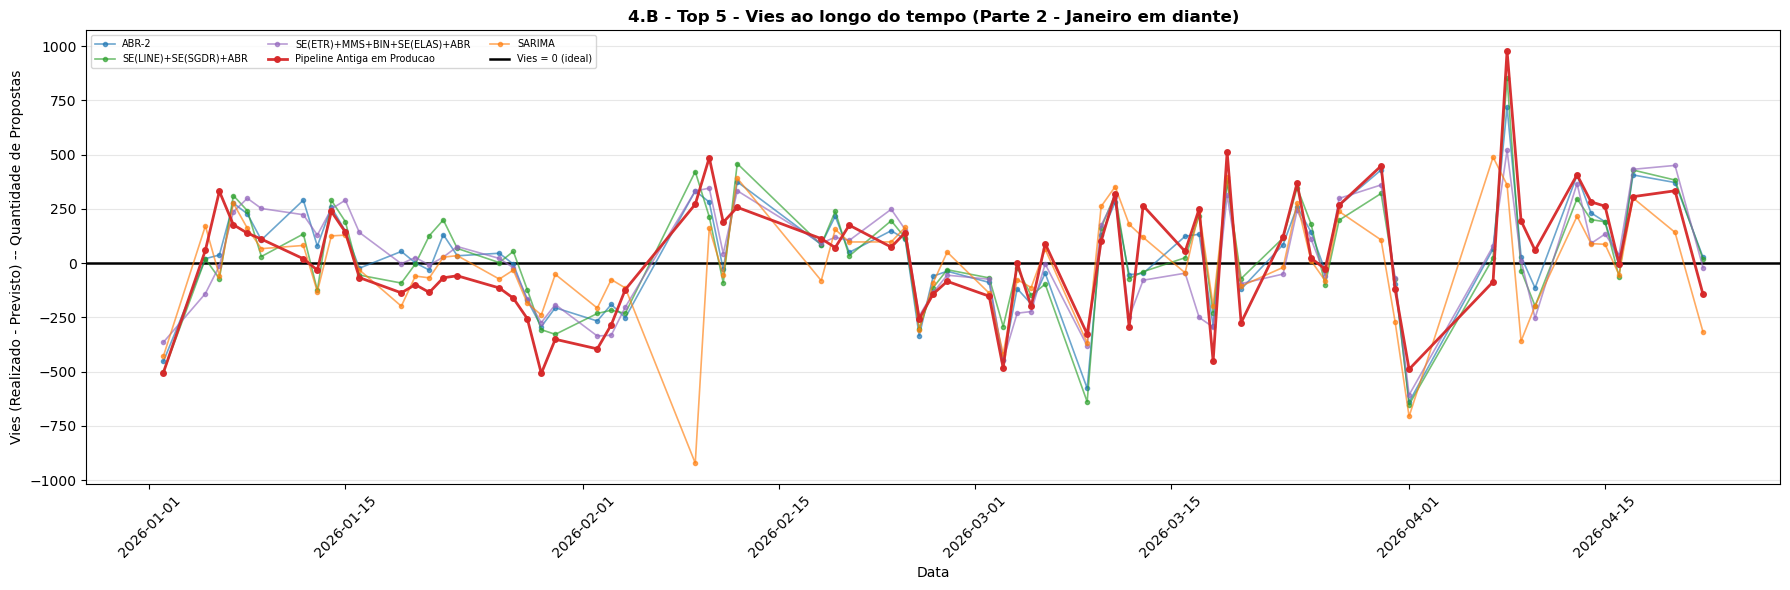 4.B - Top 5 - Vies ao longo do tempo (Parte 2 - Janeiro em diante)
ABR-2
SE(LINE)+SE(SGDR)+ABR
SE(ETR)+MMS+BIN+SE(ELAS)+ABR
Pipeline Antiga em Producao
SARIMA
Vies = 0 (ideal)
Vies (Realizado - Previsto) -- Quantidade de Propostas
1000
750
500
250
0
−250
−500
−750
−1000
2026-01-01
2026-01-15
2026-02-01
2026-02-15
2026-03-01
2026-03-15
2026-04-01
2026-04-15
Data